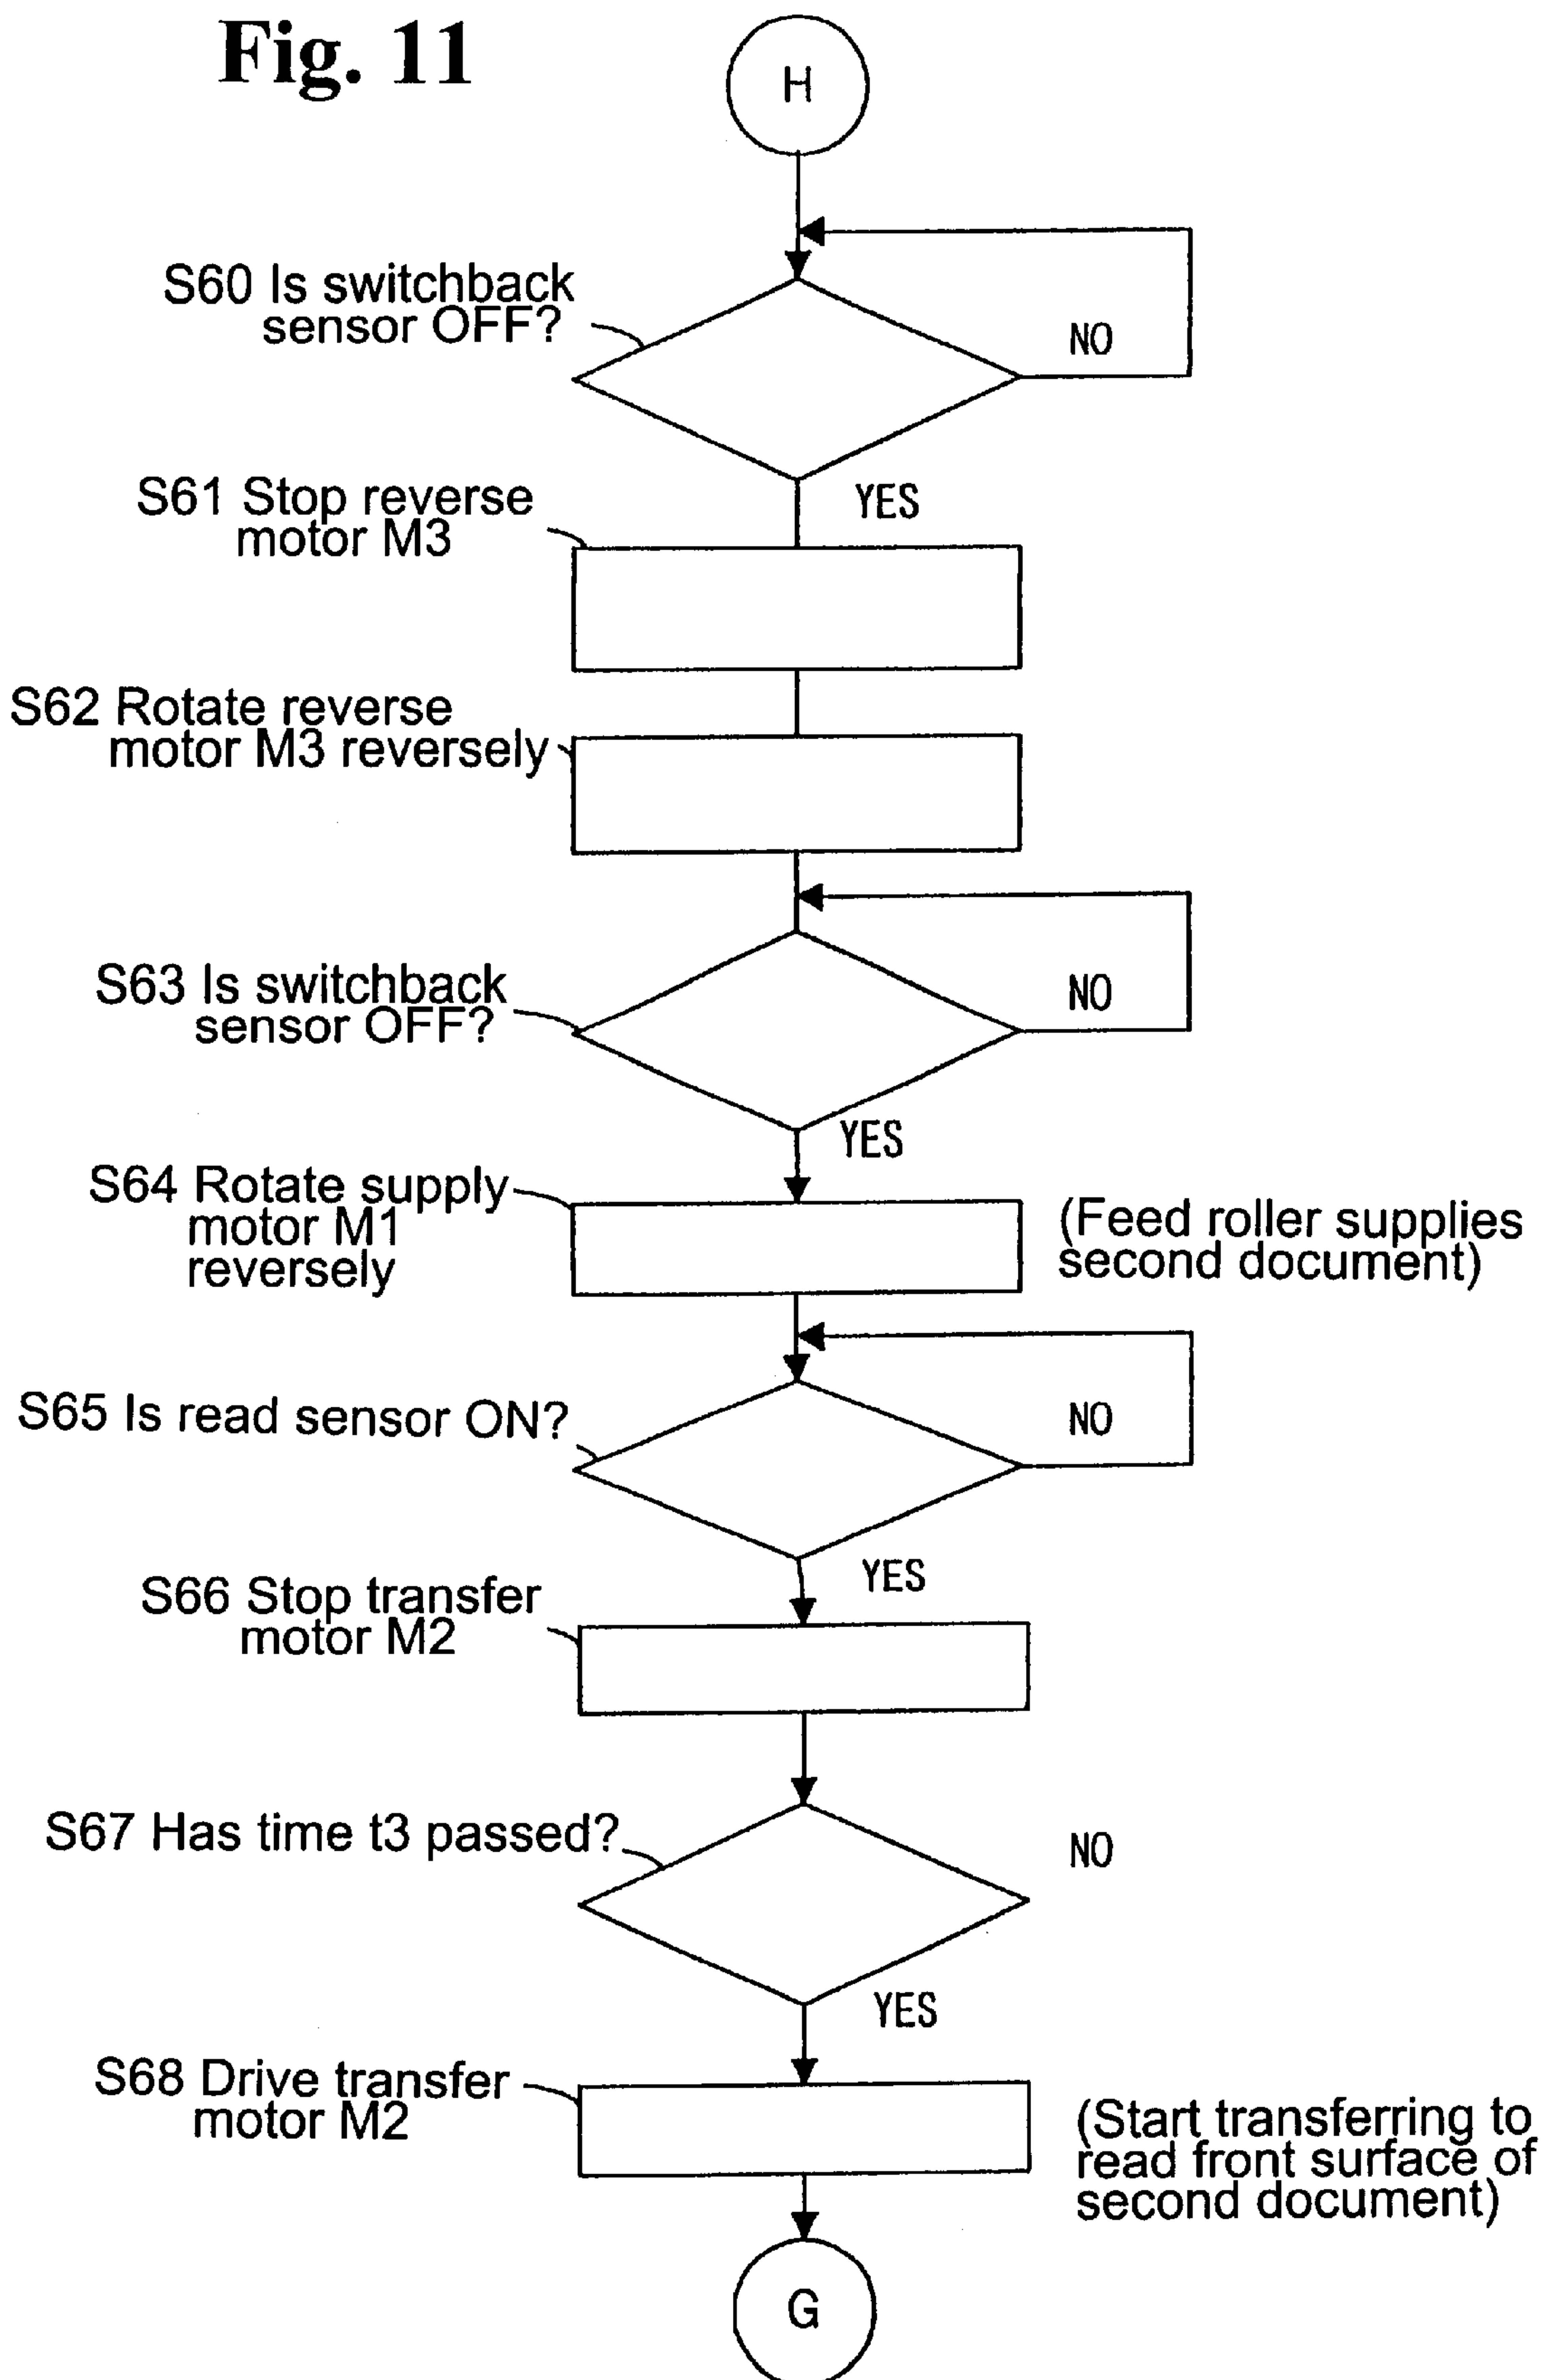 Fig. 11
H
S60 Is switchback
sensor OFF?
NO
YES
S61 Stop reverse
motor M3
S62 Rotate reverse
motor M3 reversely
S63 Is switchback
sensor OFF?
NO
YES
S64 Rotate supply
motor M1
reversely
(Feed roller supplies
second document)
S65 Is read sensor ON?
NO
YES
S66 Stop transfer
motor M2
S67 Has time t3 passed?
NO
YES
S68 Drive transfer
motor M2
(Start transferring to
read front surface of
second document)
G